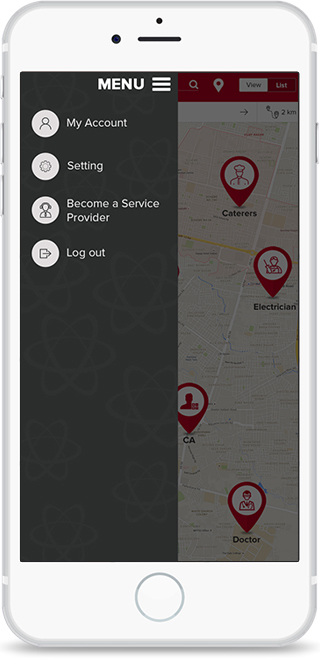 MENU
View List
My Account
2 km
Setting
Become a Service
Provider
Log out
Caterers
Electrician
CA
Doctor